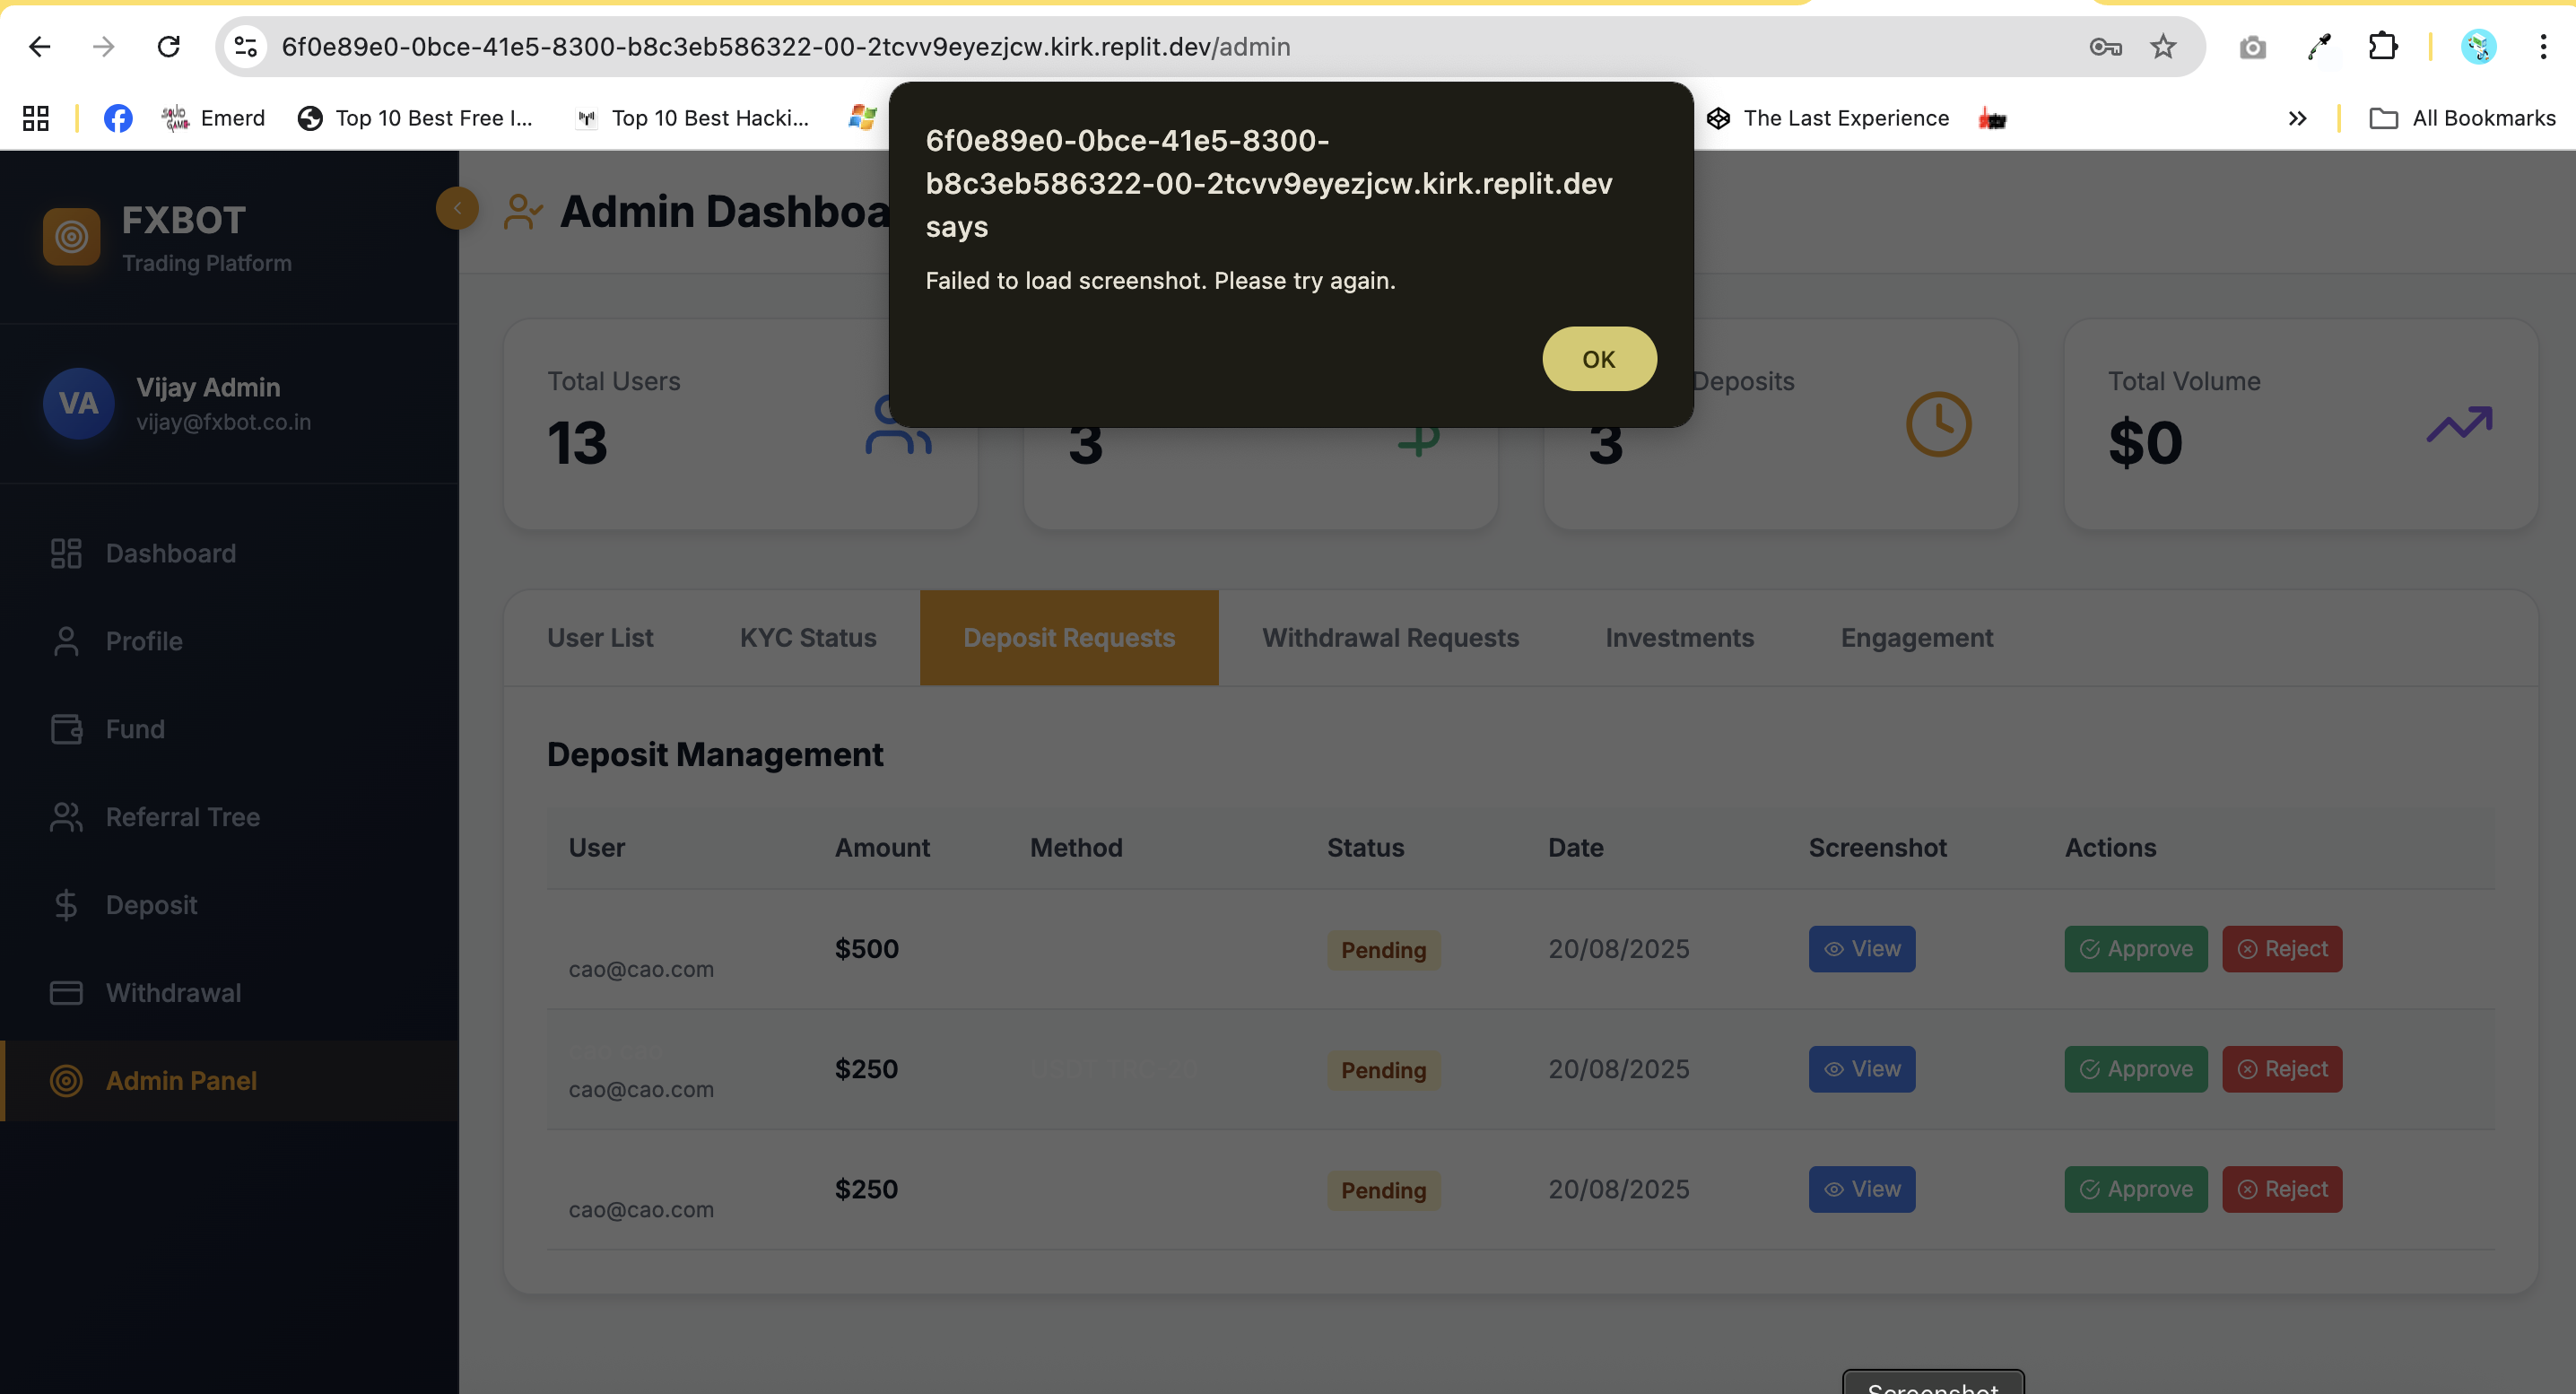 6f0e89e0-0bce-41e5-8300-b8c3eb586322-00-2tcvv9eyezjcw.kirk.replit.dev/admin
Emerd
Top 10 Best Free I...
Top 10 Best Hacki...
The Last Experience
All Bookmarks
6f0e89e0-0bce-41e5-8300-
b8c3eb586322-00-2tcvv9eyezjcw.kirk.replit.dev
says
Failed to load screenshot. Please try again.
OK
FXBOT
Trading Platform
VA
Vijay Admin
vijay@fxbot.co.in
Dashboard
Profile
Fund
Referral Tree
Deposit
Withdrawal
Admin Panel
Admin Dashboa
Total Users
13
3
Deposits
3
Total Volume
$0
User List
KYC Status
Deposit Requests
Withdrawal Requests
Investments
Engagement
Deposit Management
User Amount Method Status Date Screenshot Actions
cao@cao.com $500 Pending 20/08/2025 View Approve Reject
cao@cao.com $250 Pending 20/08/2025 View Approve Reject
cao@cao.com $250 Pending 20/08/2025 View Approve Reject
Screenshot